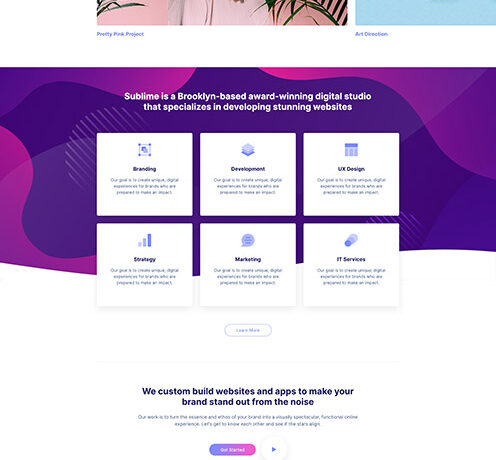 Pretty Pink Project
Art Direction
Sublime is a Brooklyn-based award-winning digital studio
that specializes in developing stunning websites
Branding
Our goal is to create unique, digital
experiences for brands who are
prepared to make an impact.
Development
Our goal is to create unique, digital
experiences for brands who are
prepared to make an impact.
UX Design
Our goal is to create unique, digital
experiences for brands who are
prepared to make an impact.
Strategy
Our goal is to create unique, digital
experiences for brands who are
prepared to make an impact.
Marketing
Our goal is to create unique, digital
experiences for brands who are
prepared to make an impact.
IT Services
Our goal is to create unique, digital
experiences for brands who are
prepared to make an impact.
Learn More
We custom build websites and apps to make your
brand stand out from the noise
Our work is to turn the essence and ethos of your brand into a visually spectacular, functional online
experience. Let's get to know each other and see if the stars align.
Get Started